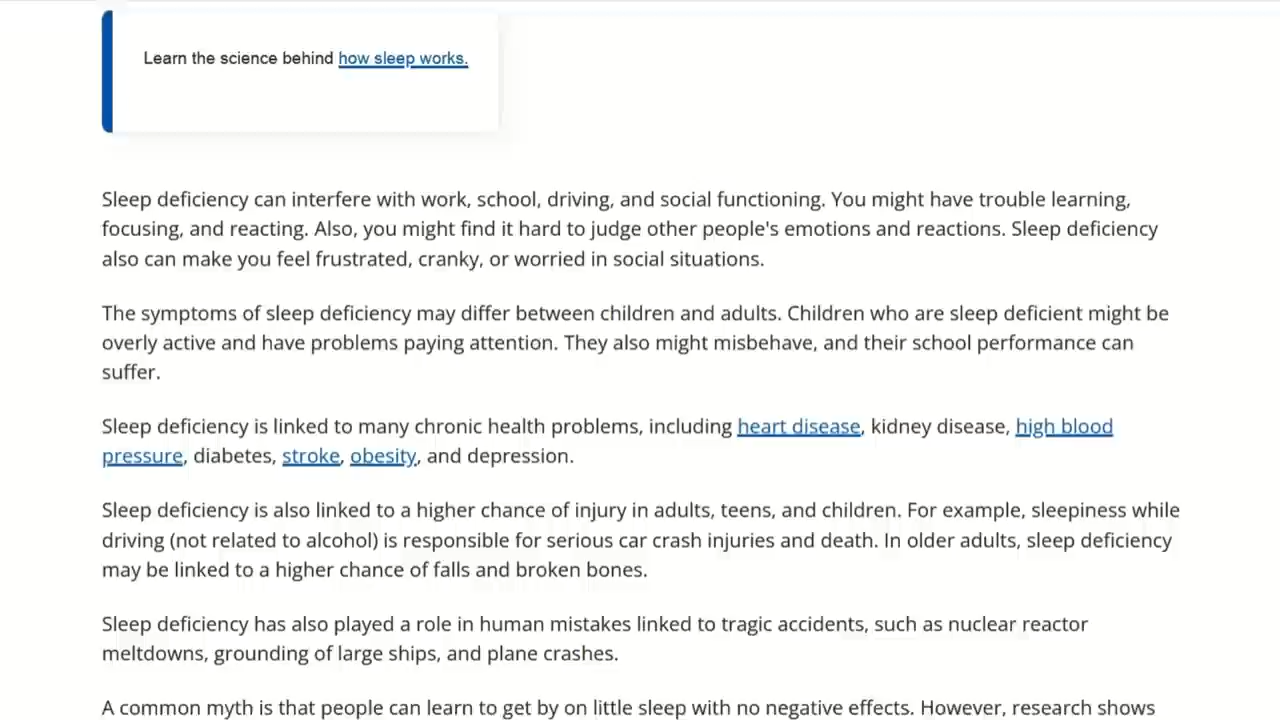 Learn the science behind how sleep works.
Sleep deficiency can interfere with work, school, driving, and social functioning. You might have trouble learning,
focusing, and reacting. Also, you might find it hard to judge other people's emotions and reactions. Sleep deficiency
also can make you feel frustrated, cranky, or worried in social situations.
The symptoms of sleep deficiency may differ between children and adults. Children who are sleep deficient might be
overly active and have problems paying attention. They also might misbehave, and their school performance can
suffer.
Sleep deficiency is linked to many chronic health problems, including heart disease, kidney disease, high blood
pressure, diabetes, stroke, obesity, and depression.
Sleep deficiency is also linked to a higher chance of injury in adults, teens, and children. For example, sleepiness while
driving (not related to alcohol) is responsible for serious car crash injuries and death. In older adults, sleep deficiency
may be linked to a higher chance of falls and broken bones.
Sleep deficiency has also played a role in human mistakes linked to tragic accidents, such as nuclear reactor
meltdowns, grounding of large ships, and plane crashes.
A common myth is that people can learn to get by on little sleep with no negative effects. However, research shows